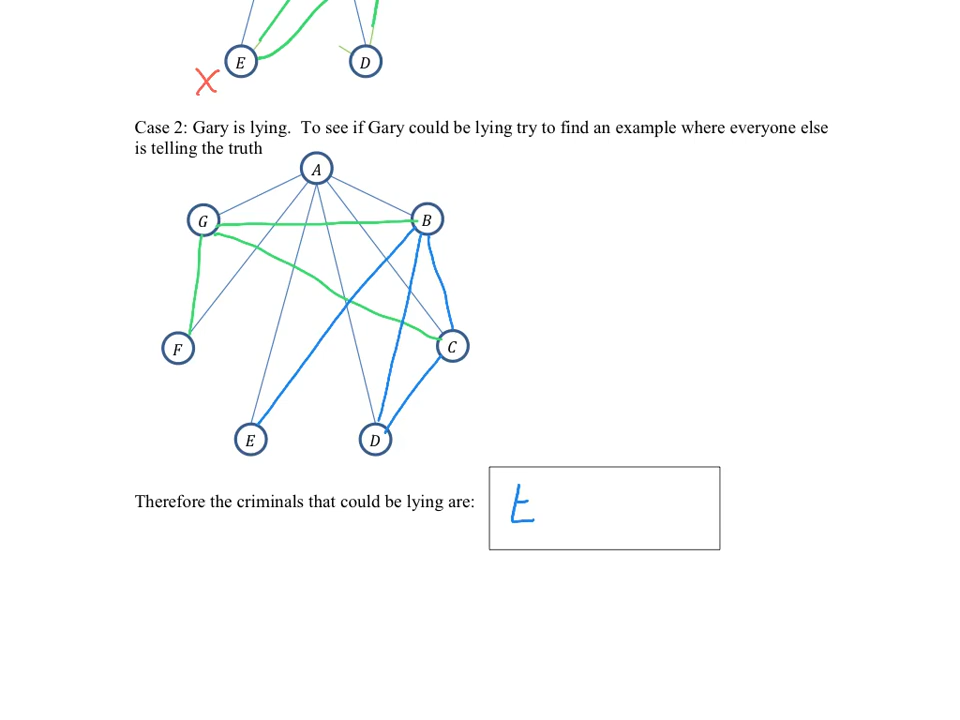 E
D
X
Case 2: Gary is lying. To see if Gary could be lying try to find an example where everyone else
is telling the truth
A
G
B
F
C
E
D
Therefore the criminals that could be lying are:
E